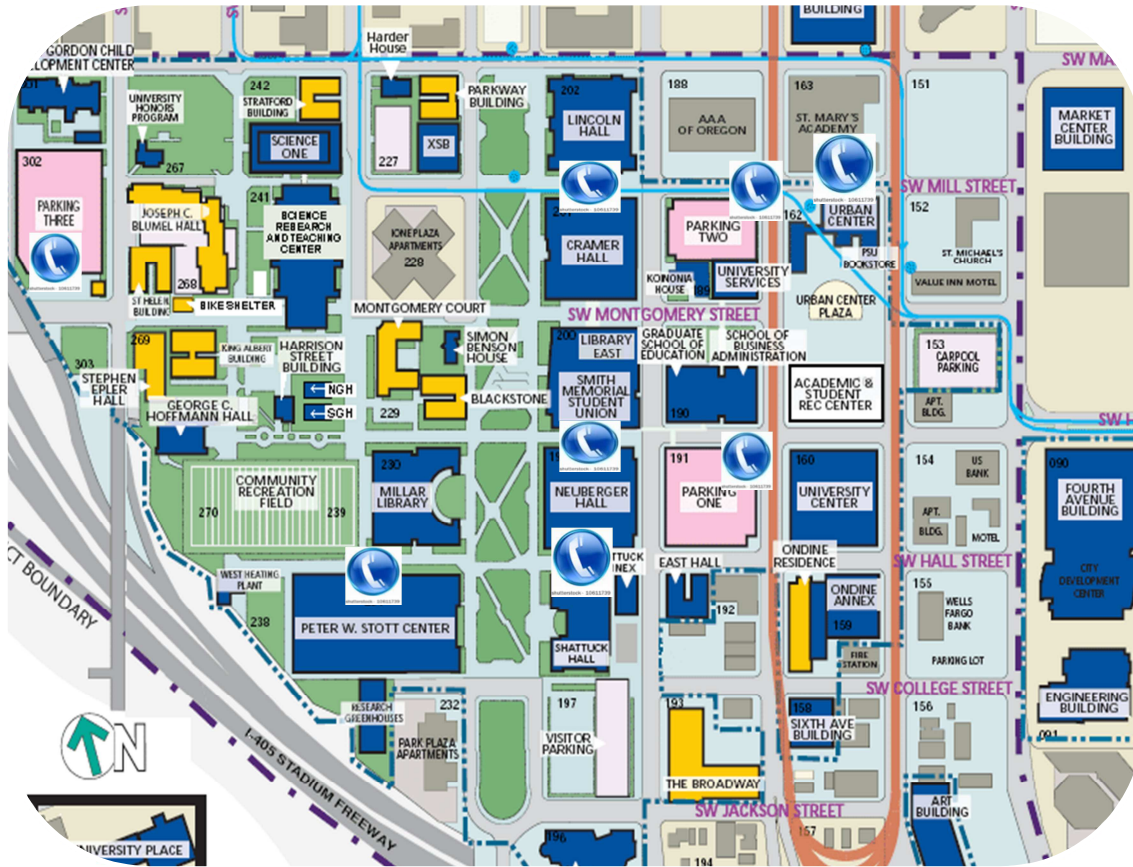 BUILDING
SW MA
GORDON CHILD
LOPMENT CENTER
Harder
House
242
STRATFORD
BUILDING
PARKWAY
BUILDING
202
LINCOLN
HALL
188
AAA
OF OREGON
163
ST. MARY'S
ACADEMY
151
MARKET
CENTER
BUILDING
UNIVERSITY
HONORS
PROGRAM
267
SCIENCE
ONE
227
XSB
302
PARKING
THREE
JOSEPH C.
BLUMEL HALL
268
241
SCIENCE
RESEARCH
AND TEACHING
CENTER
IONE PLAZA
APARTMENTS
228
CRAMER
HALL
PARKING
TWO
162
URBAN
CENTER
SW MILL STREET
152
ST. MICHAEL'S
CHURCH
VALUE INN MOTEL
PSU
BOOKSTORE
KOINONIA
HOUSE
UNIVERSITY
SERVICES
URBAN CENTER
PLAZA
ST HELEN
BUILDING
BIKE SHELTER
MONTGOMERY COURT
SW MONTGOMERY STREET
269
KING ALBERT
BUILDING
HARRISON
STREET
BUILDING
SIMON
BENSON
HOUSE
200
LIBRARY
EAST
GRADUATE
SCHOOL OF
EDUCATION
SCHOOL OF
BUSINESS
ADMINISTRATION
153
CARPOOL
PARKING
303
STEPHEN
EPLER
HALL
← NGH
← SGH
BLACKSTONE
229
SMITH
MEMORIAL
STUDENT
UNION
190
ACADEMIC &
STUDENT
REC CENTER
APT.
BLDG.
GEORGE C.
HOFFMANN HALL
SW H
COMMUNITY
RECREATION
FIELD
270
239
230
MILLAR
LIBRARY
NEUBERGER
HALL
191
PARKING
ONE
160
UNIVERSITY
CENTER
154
US
BANK
APT.
BLDG.
MOTEL
090
FOURTH
AVENUE
BUILDING
SW HALL STREET
CITY
DEVELOPMENT
CENTER
CT BOUNDARY
WEST HEATING
PLANT
238
PETER W. STOTT CENTER
TTUCK
NEX
SHATTUCK
HALL
EAST HALL
192
ONDINE
RESIDENCE
ONDINE
ANNEX
159
FIRE
STATION
155
WELLS
FARGO
BANK
PARKING LOT
SW COLLEGE STREET
RESEARCH
GREENHOUSES
232
PARK PLAZA
APARTMENTS
197
VISITOR
PARKING
193
THE BROADWAY
158
SIXTH AVE
BUILDING
156
ENGINEERING
BUILDING
091
N
I-405 STADIUM FREEWAY
SW JACKSON STREET
ART
BUILDING
UNIVERSITY PLACE
196
194
157